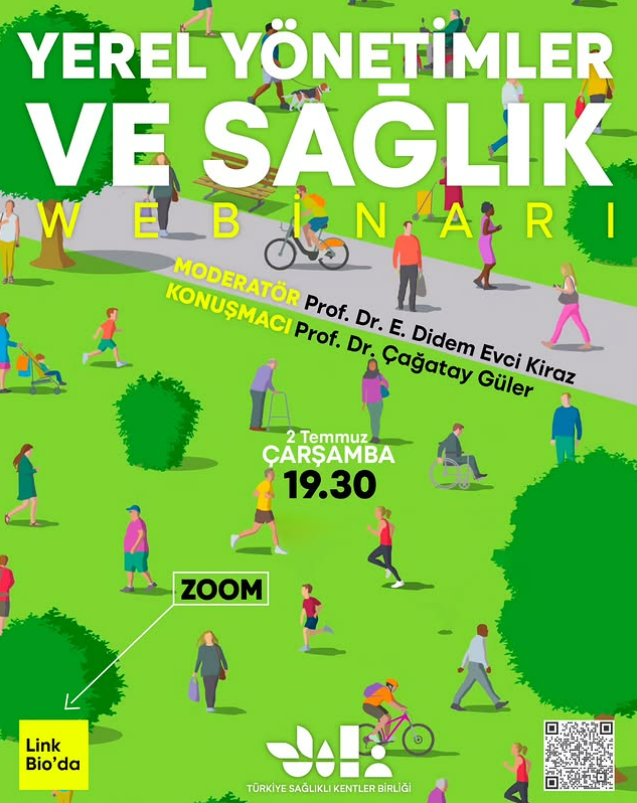 YEREL YÖNETİMLER
VE SAĞLIK
WEBİNARI
MODERATÖR Prof. Dr. E. Didem Evci Kiraz
KONUŞMACI Prof. Dr. Çağatay Güler
2 Temmuz
ÇARŞAMBA
19.30
ZOOM
Link
Bio'da
TÜRKİYE SAĞLIKLI KENTLER BİRLİĞİ